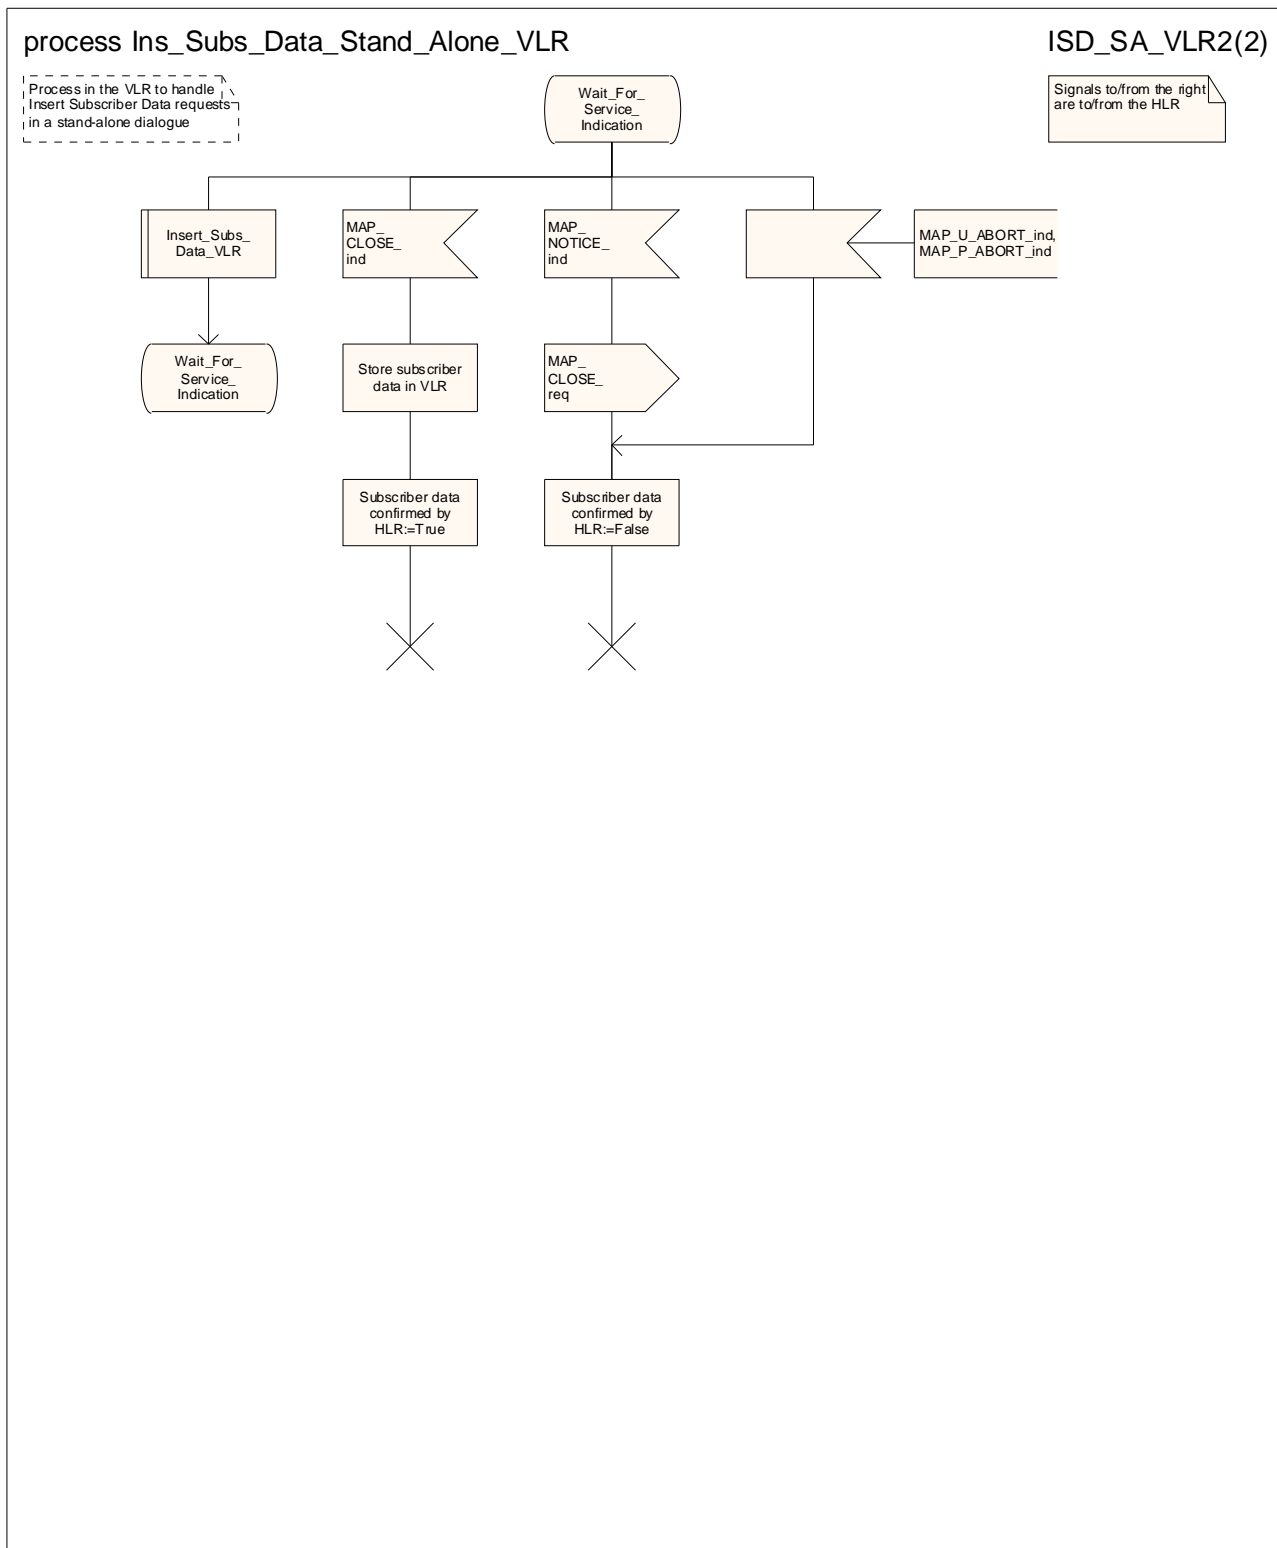 process Ins_Subs_Data_Stand_Alone_VLR
ISD_SA_VLR2(2)
Process in the VLR to handle
Insert Subscriber Data requests
in a stand-alone dialogue
Wait_For_
Service_
Indication
Signals to/from the right
are to/from the HLR
Insert_Subs_
Data_VLR
MAP_
CLOSE_
ind
MAP_
NOTICE_
ind
MAP_U_ABORT_ind,
MAP_P_ABORT_ind
Wait_For_
Service_
Indication
Store subscriber
data in VLR
MAP_
CLOSE_
req
Subscriber data
confirmed by
HLR:=True
Subscriber data
confirmed by
HLR:=False